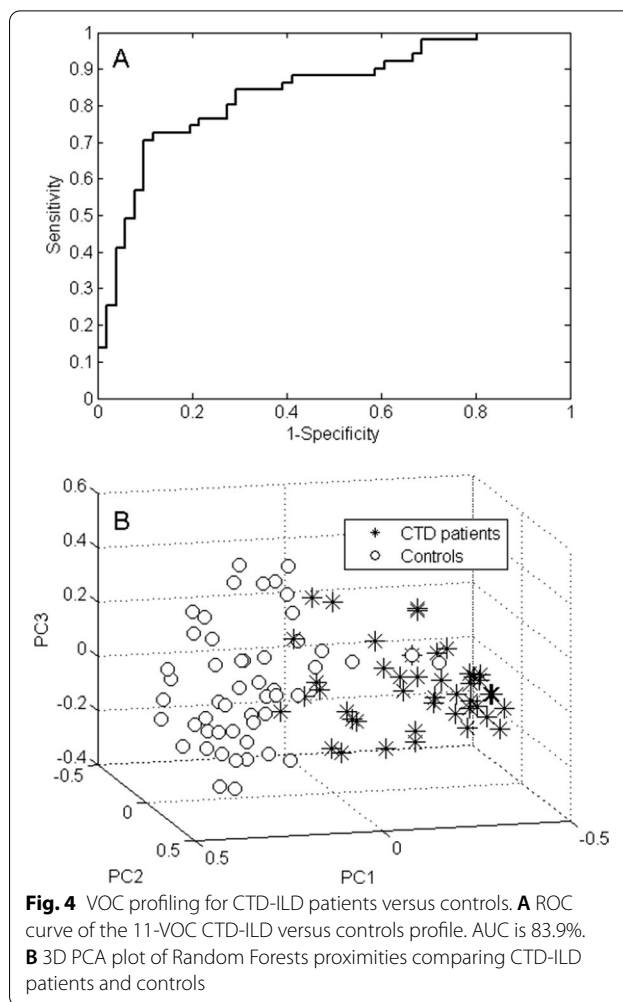 A
1
0.9
0.8
0.7
0.6
0.5
0.4
0.3
0.2
0.1
0
Sensitivity
0 0.2 0.4 0.6 0.8 1
1-Specificity
B
CTD patients
Controls
0.6
0.4
0.2
0
-0.2
-0.4
PC3
-0.5
0
0.5
PC2
0.5
0
-0.5
PC1
Fig. 4 VOC profiling for CTD-ILD patients versus controls. A ROC
curve of the 11-VOC CTD-ILD versus controls profile. AUC is 83.9%.
B 3D PCA plot of Random Forests proximities comparing CTD-ILD
patients and controls